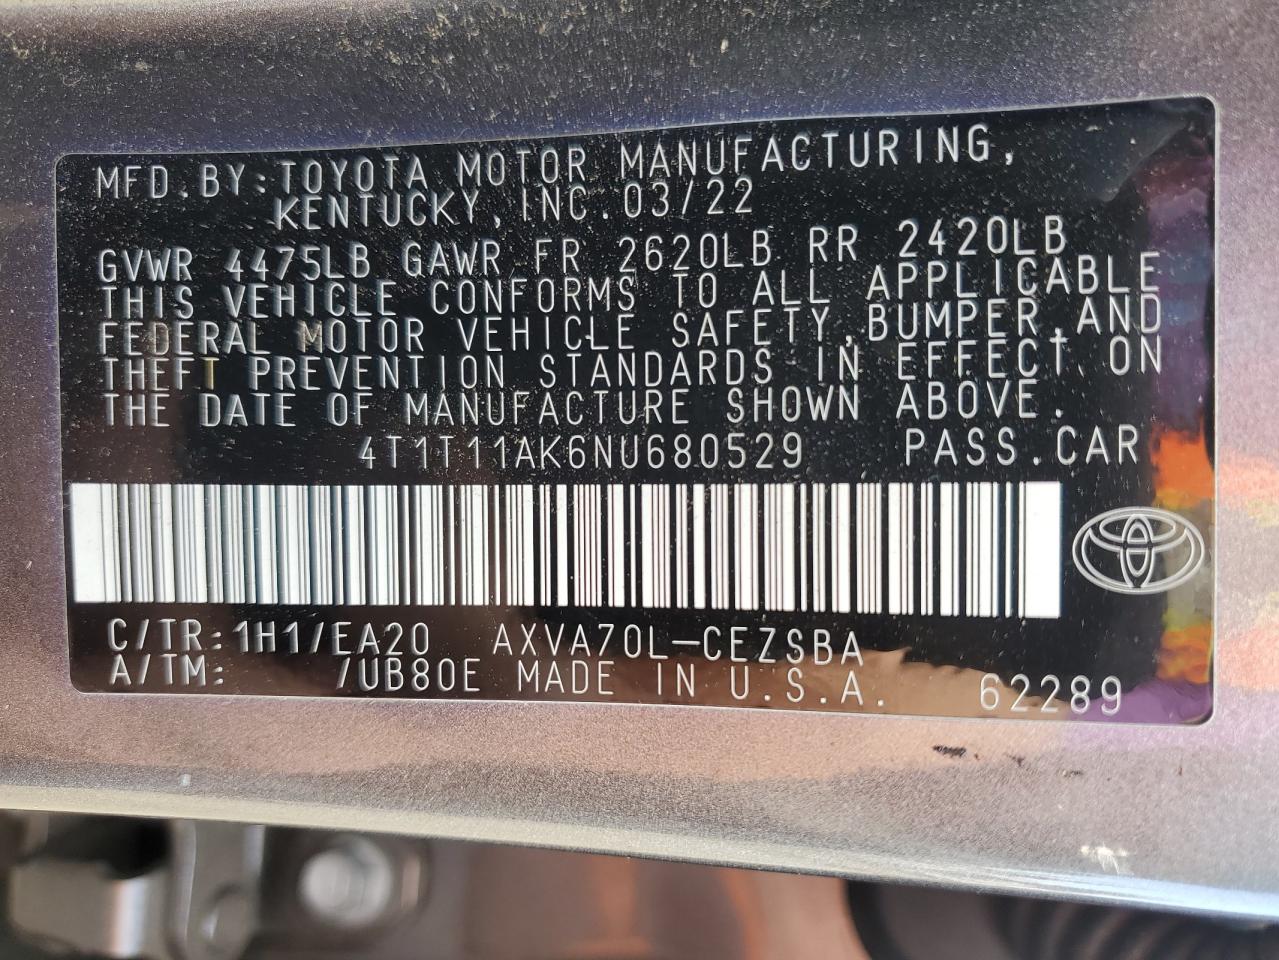 MFD.BY:TOYOTA MOTOR MANUFACTURING,
KENTUCKY, INC.03/22
GVWR 4475LB GAWR FR 2620LB RR 2420LB
THIS VEHICLE CONFORMS TO ALL APPLICABLE
FEDERAL MOTOR VEHICLE SAFETY,BUMPER,AND
THEFT PREVENTION STANDARDS IN EFFECT ON
THE DATE OF MANUFACTURE SHOWN ABOVE.
4T1T11AK6NU680529 PASS.CAR
C/TR:1H1/EA20 AXVA70L-CEZSBA
A/TM: /UB80E MADE IN U.S.A. 62289